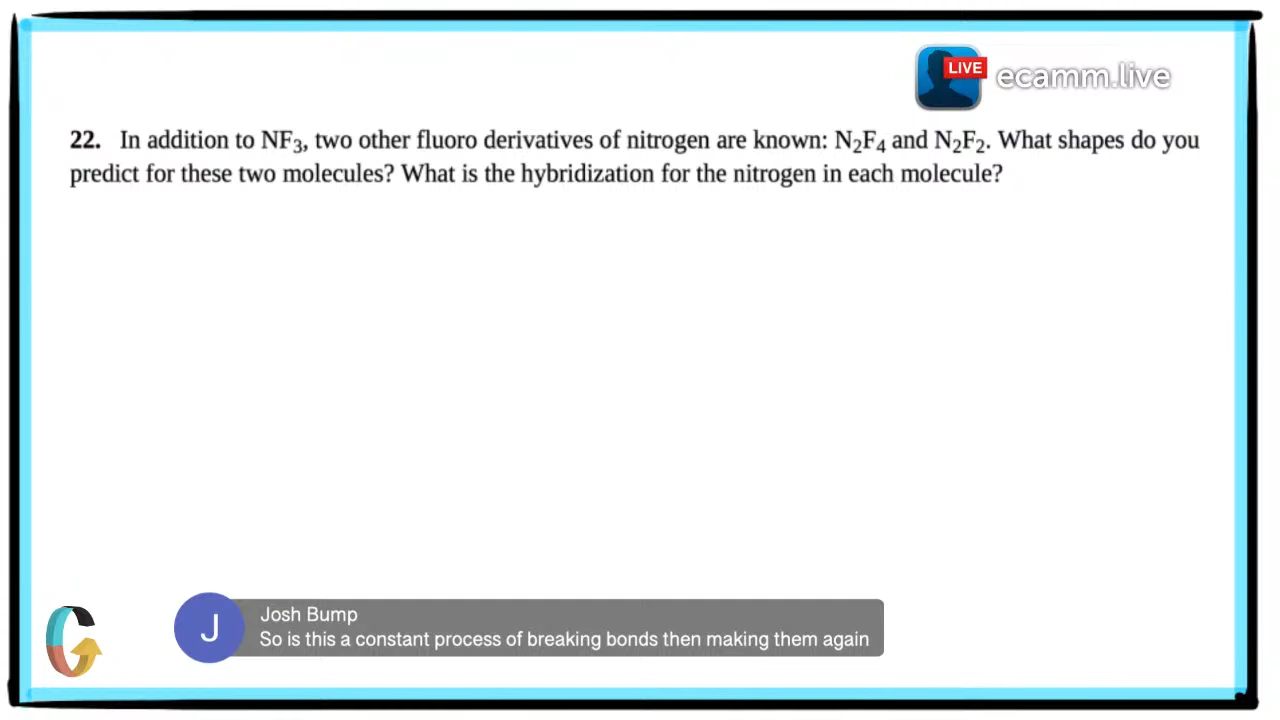 LIVE ecamm.live
22. In addition to NF₃, two other fluoro derivatives of nitrogen are known: N₂F₄ and N₂F₂. What shapes do you
predict for these two molecules? What is the hybridization for the nitrogen in each molecule?
J
Josh Bump
So is this a constant process of breaking bonds then making them again